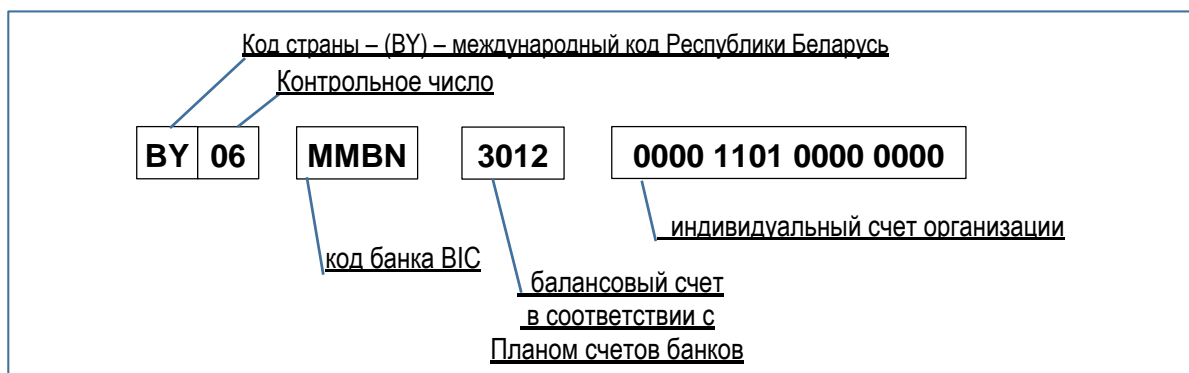 Код страны – (BY) – международный код Республики Беларусь
Контрольное число
BY 06 MMBN 3012 0000 1101 0000 0000
индивидуальный счет организации
код банка BIC
балансовый счет
в соответствии с
Планом счетов банков